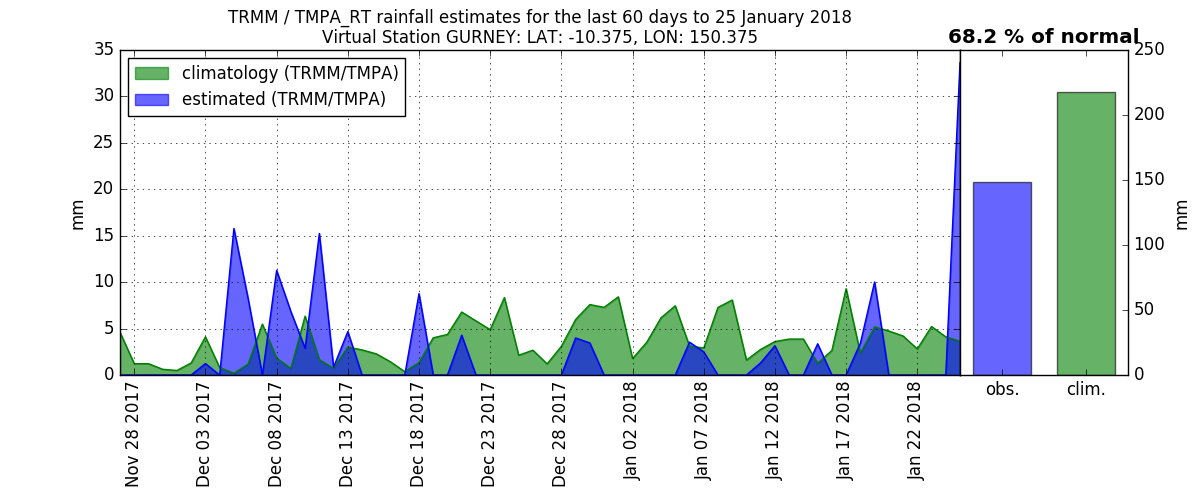 TRMM / TMPA_RT rainfall estimates for the last 60 days to 25 January 2018
Virtual Station GURNEY: LAT: -10.375, LON: 150.375
68.2 % of normal
climatology (TRMM/TMPA)
estimated (TRMM/TMPA)
mm
35
30
25
20
15
10
5
0
Nov 28 2017
Dec 03 2017
Dec 08 2017
Dec 13 2017
Dec 18 2017
Dec 23 2017
Dec 28 2017
Jan 02 2018
Jan 07 2018
Jan 12 2018
Jan 17 2018
Jan 22 2018
obs.
clim.
250
200
150
100
50
0
mm